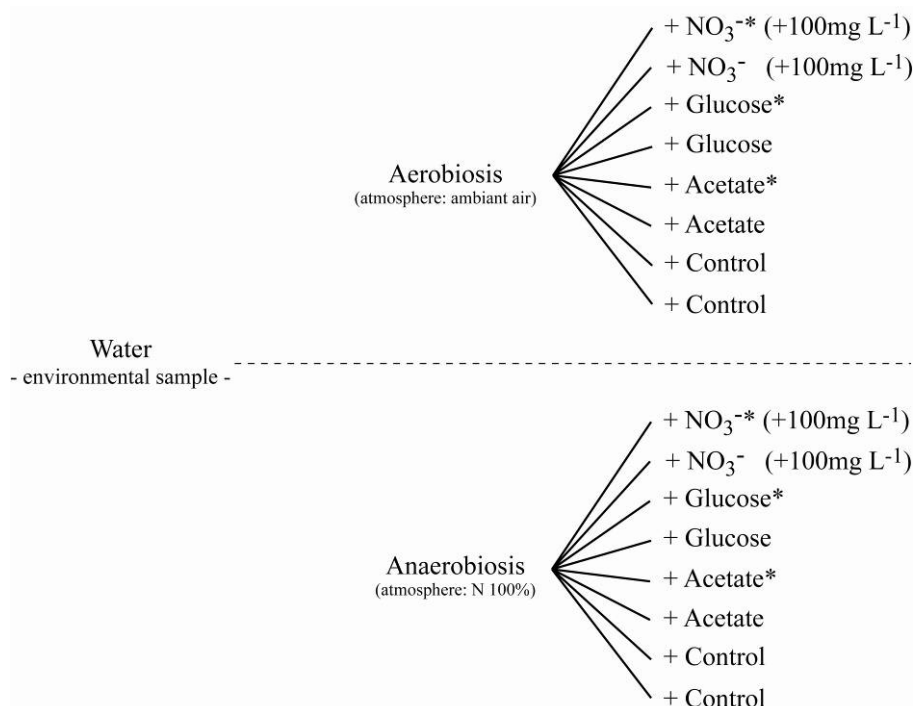 + NO₃⁻* (+100mg L⁻¹)
+ NO₃⁻ (+100mg L⁻¹)
+ Glucose*
+ Glucose
Aerobiosis
(atmosphere: ambiant air)
+ Acetate*
+ Acetate
+ Control
+ Control
Water
- environmental sample -
+ NO₃⁻* (+100mg L⁻¹)
+ NO₃⁻ (+100mg L⁻¹)
+ Glucose*
+ Glucose
Anaerobiosis
(atmosphere: N 100%)
+ Acetate*
+ Acetate
+ Control
+ Control